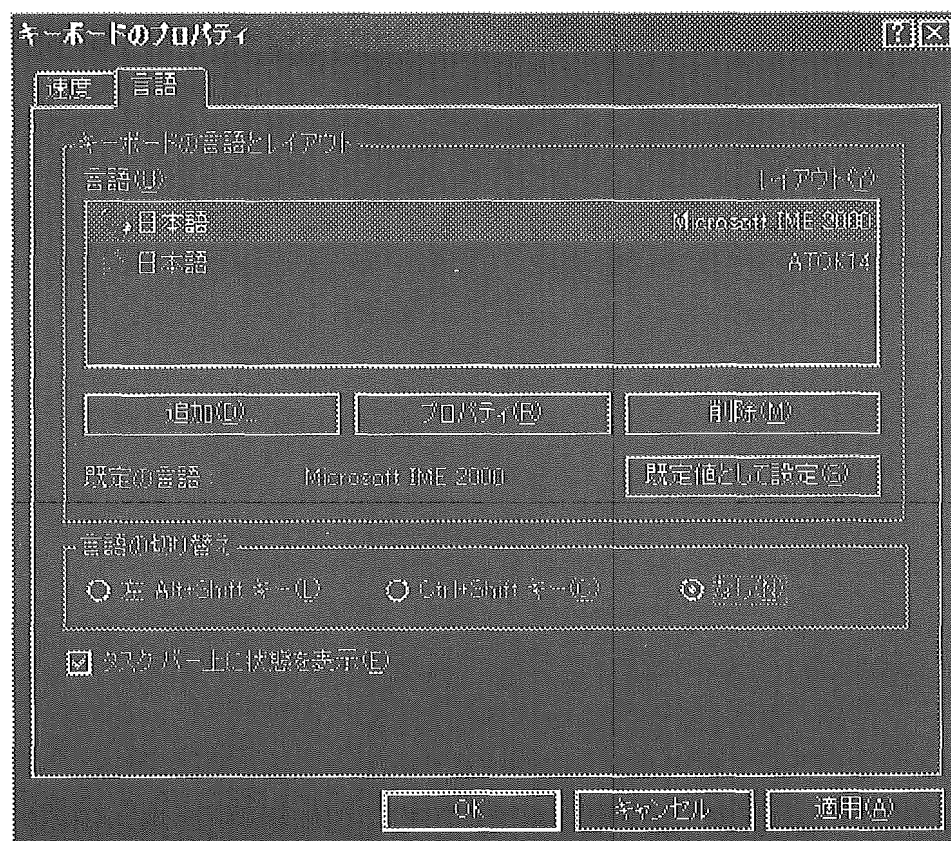 キーボードのプロパティ
速度 言語
キーボードの言語とレイアウト
言語(U) レイアウト(Y)
日本語 Microsoft IME 2000
日本語 ATOK14
追加(D)... プロパティ(R) 削除(M)
既定の言語 Microsoft IME 2000 既定値として設定(S)
言語の切り替え
左 Alt+Shift キー(L) Ctrl+Shift キー(C) なし(N)
タスク バー上に状態を表示(E)
OK キャンセル 適用(A)